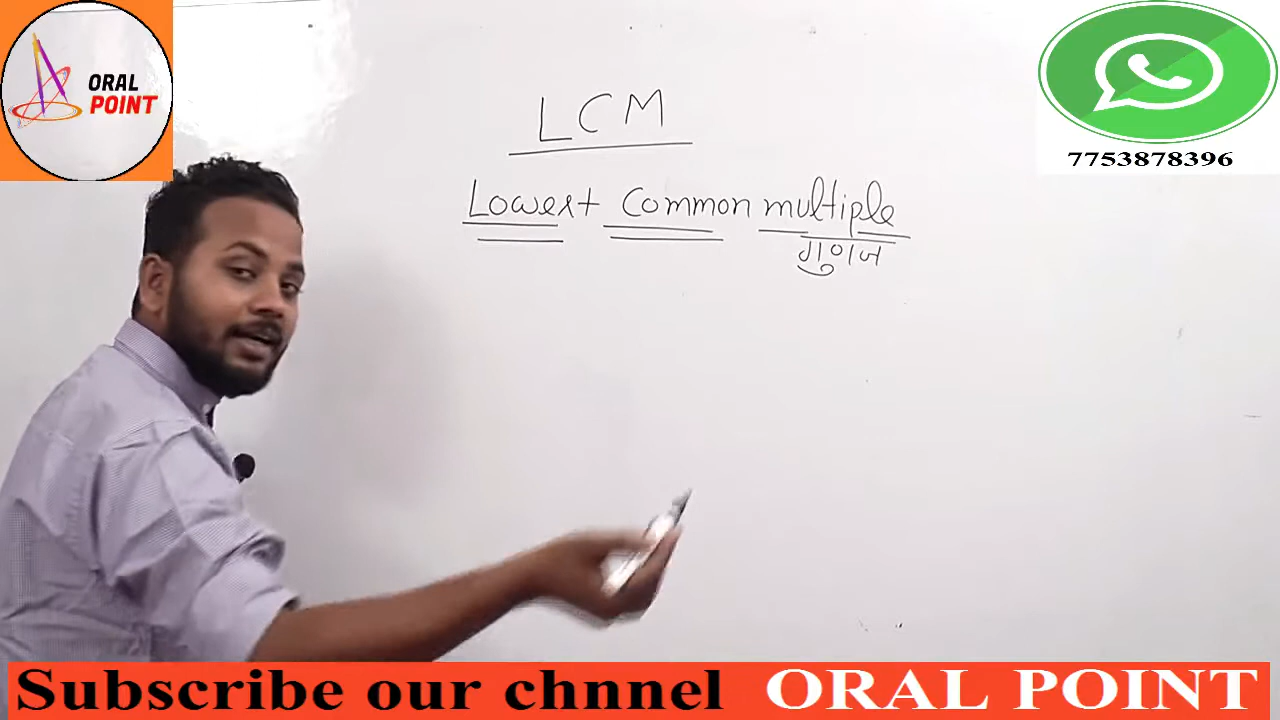 ORAL
POINT
7753878396
LCM
Lowest Common multiple
गुणज
Subscribe our chnnel ORAL POINT